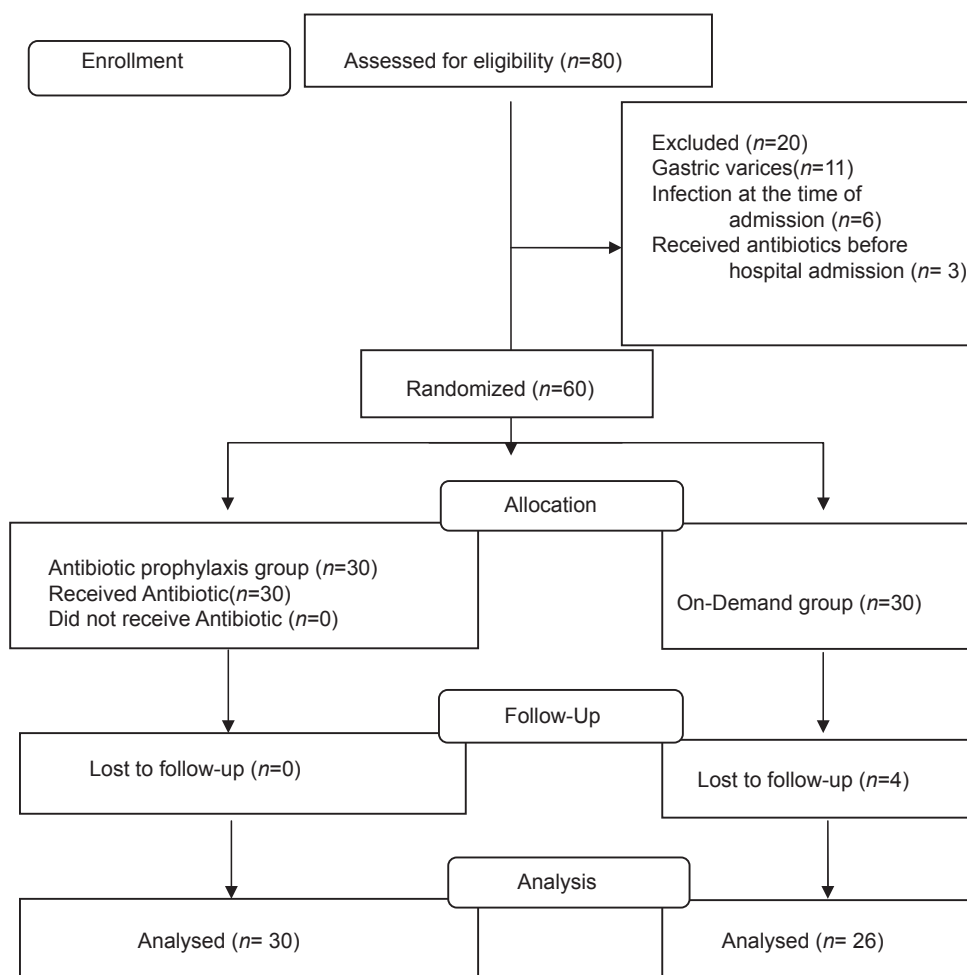 Enrollment
Assessed for eligibility (n=80)
Excluded (n=20)
Gastric varices(n=11)
Infection at the time of
admission (n=6)
Received antibiotics before
hospital admission (n= 3)
Randomized (n=60)
Allocation
Antibiotic prophylaxis group (n=30)
Received Antibiotic(n=30)
Did not receive Antibiotic (n=0)
On-Demand group (n=30)
Follow-Up
Lost to follow-up (n=0)
Lost to follow-up (n=4)
Analysis
Analysed (n= 30)
Analysed (n= 26)